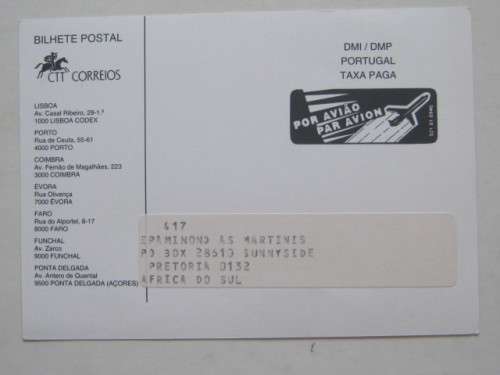 BILHETE POSTAL
CTT CORREIOS
LISBOA
Av. Casal Ribeiro, 28-1.º
1000 LISBOA CODEX
PORTO
Rua de Ceuta, 55-61
4000 PORTO
COIMBRA
Av. Fernão de Magalhães, 223
3000 COIMBRA
ÉVORA
Rua Olivença
7000 ÉVORA
FARO
Rua do Alportel, 8-17
8000 FARO
FUNCHAL
Av. Zarco
9000 FUNCHAL
PONTA DELGADA
Av. Antero de Quental
9500 PONTA DELGADA (AÇORES)
DMI / DMP
PORTUGAL
TAXA PAGA
POR AVIÃO
PAR AVION
417
EPAMINOND AS MARTINIS
PO BOX 28610 SUNNYSIDE
PRETORIA 0132
AFRICA DO SUL